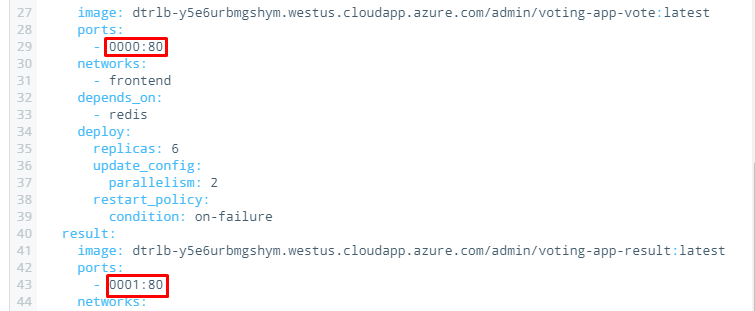 27 image: dtrlb-y5e6urbmgshym.westus.cloudapp.azure.com/admin/voting-app-vote:latest
28 ports:
29 - 0000:80
30 networks:
31 - frontend
32 depends_on:
33 - redis
34 deploy:
35 replicas: 6
36 update_config:
37 parallelism: 2
38 restart_policy:
39 condition: on-failure
40 result:
41 image: dtrlb-y5e6urbmgshym.westus.cloudapp.azure.com/admin/voting-app-result:latest
42 ports:
43 - 0001:80
44 networks: